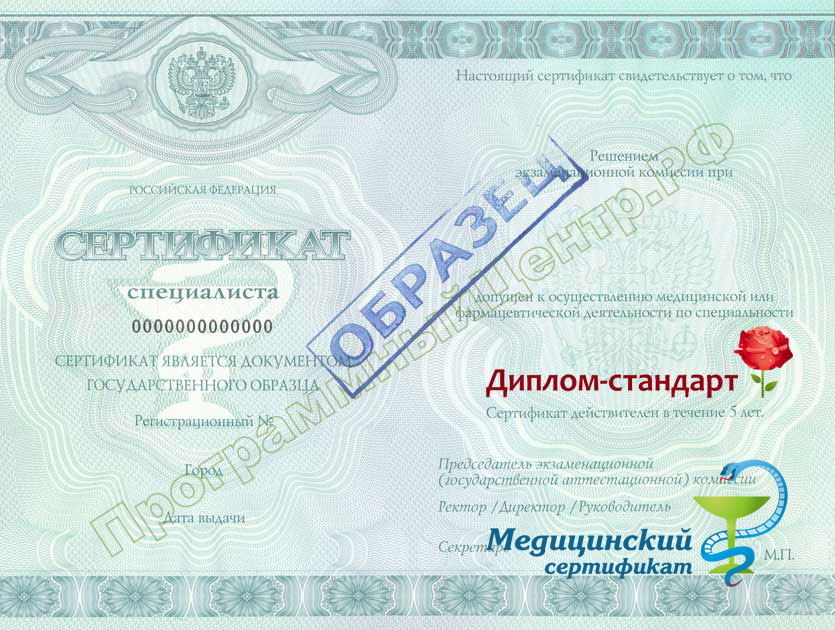 РОССИЙСКАЯ ФЕДЕРАЦИЯ
СЕРТИФИКАТ
специалиста
0000000000000
СЕРТИФИКАТ ЯВЛЯЕТСЯ ДОКУМЕНТОМ
ГОСУДАРСТВЕННОГО ОБРАЗЦА
Регистрационный №
Город
Дата выдачи
ОБРАЗЕЦ
Программный центр.рф
Настоящий сертификат свидетельствует о том, что
Решением
экзаменационной комиссии при
допущен к осуществлению медицинской или
фармацевтической деятельности по специальности
Диплом-стандарт
Сертификат действителен в течение 5 лет.
Председатель экзаменационной
(государственной аттестационной) комиссии
Ректор /Директор /Руководитель
Секретарь
М.П.
Медицинский
сертификат